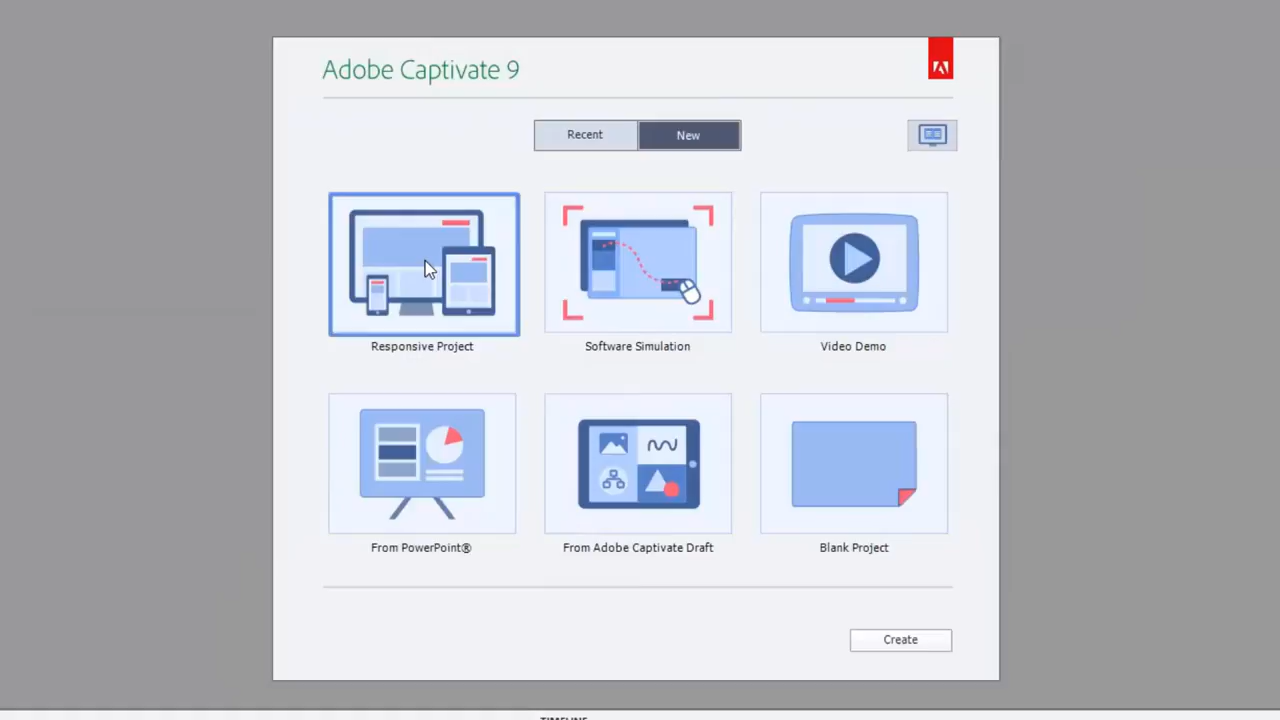 Adobe Captivate 9
Recent New
Responsive Project Software Simulation Video Demo
From PowerPoint® From Adobe Captivate Draft Blank Project
Create
TIMELINE